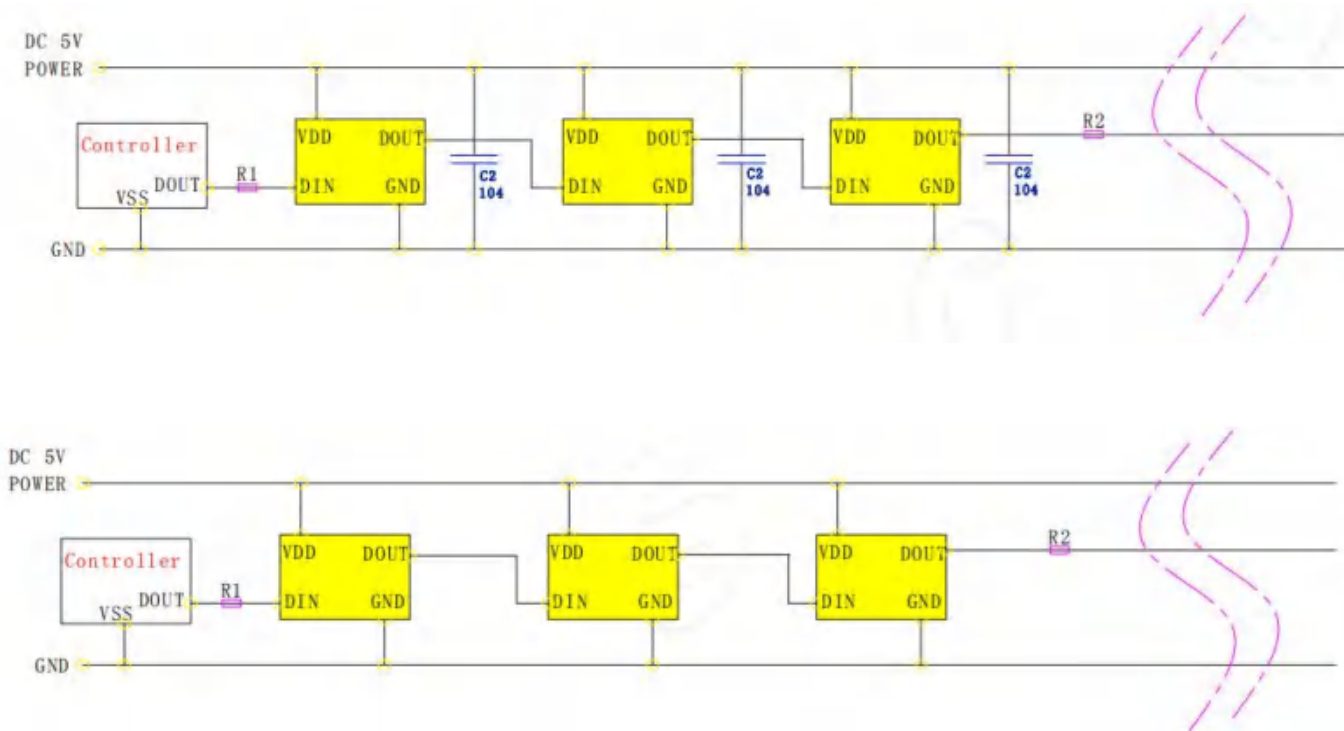 DC 5V
POWER
Controller
DOUT
VSS
R1
VDD
DOUT
DIN
GND
C2
104
VDD
DOUT
DIN
GND
C2
104
VDD
DOUT
DIN
GND
C2
104
R2
GND
DC 5V
POWER
Controller
DOUT
VSS
R1
VDD
DOUT
DIN
GND
VDD
DOUT
DIN
GND
VDD
DOUT
DIN
GND
R2
GND